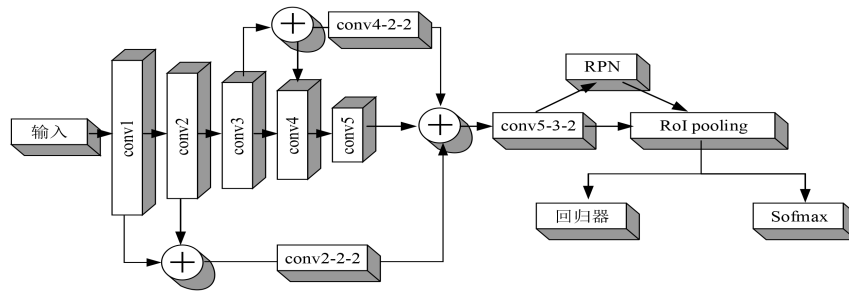 输入
conv1
conv2
conv3
conv4
conv5
conv4-2-2
conv2-2-2
conv5-3-2
RPN
RoI pooling
回归器
Sofmax